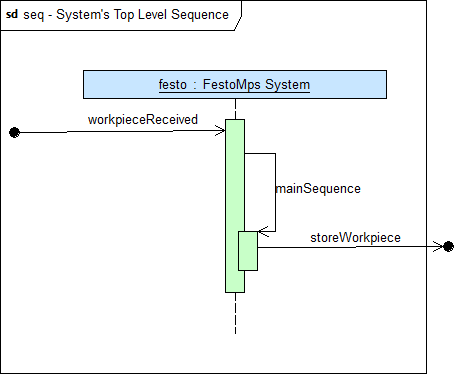 sd seq - System's Top Level Sequence
festo : FestoMps System
workpieceReceived
mainSequence
storeWorkpiece